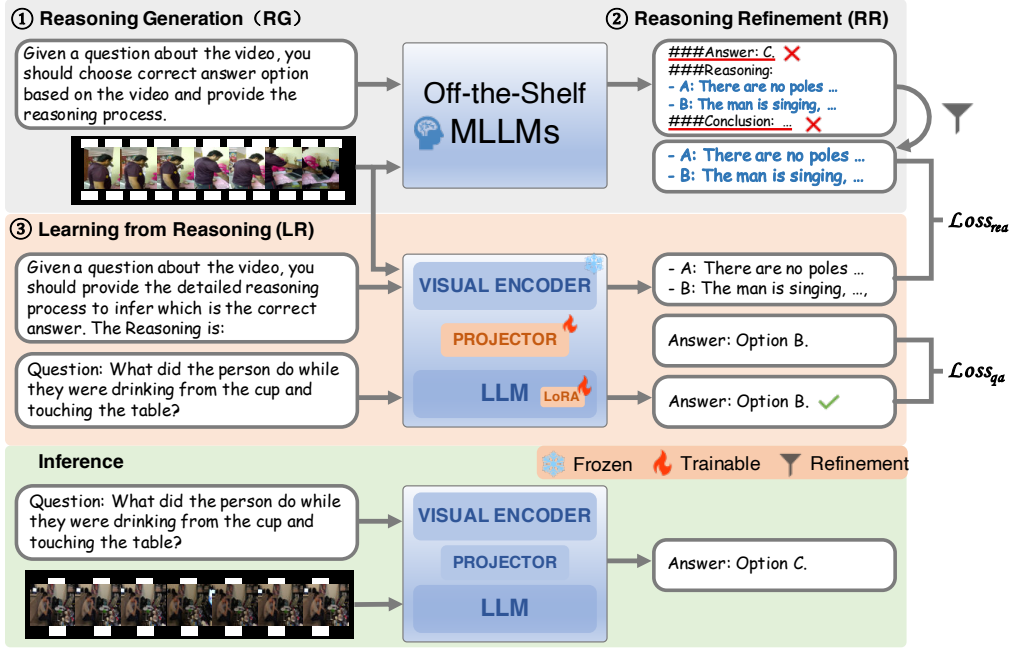 ① Reasoning Generation（RG）
② Reasoning Refinement (RR)
Given a question about the video, you
should choose correct answer option
based on the video and provide the
reasoning process.
Off-the-Shelf
MLLMs
###Answer: C.
###Reasoning:
- A: There are no poles ...
- B: The man is singing, ...
###Conclusion: ...
- A: There are no poles ...
- B: The man is singing, ...
Loss_rea
③ Learning from Reasoning (LR)
Given a question about the video, you
should provide the detailed reasoning
process to infer which is the correct
answer. The Reasoning is:
Question: What did the person do while
they were drinking from the cup and
touching the table?
VISUAL ENCODER
PROJECTOR
LLM
LoRA
- A: There are no poles ...
- B: The man is singing, ...,
Answer: Option B.
Answer: Option B.
Loss_qa
Inference
Frozen
Trainable
Refinement
Question: What did the person do while
they were drinking from the cup and
touching the table?
VISUAL ENCODER
PROJECTOR
LLM
Answer: Option C.